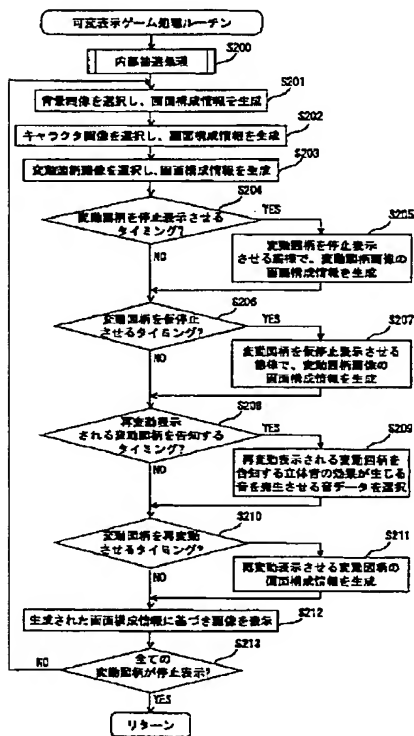 可変表示ゲーム処理ルーチン
S200
内部抽選処理
S201
背景画像を選択し、画面構成情報を生成
S202
キャラクタ画像を選択し、画面構成情報を生成
S203
変動図柄画像を選択し、画面構成情報を生成
S204
変動図柄を停止表示させる
タイミング?
YES
NO
S205
変動図柄を停止表示
させる態様で、変動図柄画像の
画面構成情報を生成
S206
変動図柄を仮停止
させるタイミング?
YES
NO
S207
変動図柄を仮停止表示させる
態様で、変動図柄画像の
画面構成情報を生成
S208
再変動表示
される変動図柄を告知する
タイミング?
YES
NO
S209
再変動表示される変動図柄を
告知する立体音の効果が生じる
音を発生させる音データを選択
S210
変動図柄を再変動
させるタイミング?
YES
NO
S211
再変動表示させる変動図柄の
画面構成情報を生成
S212
生成された画面構成情報に基づき画像を表示
S213
全ての
変動図柄が停止表示?
NO
YES
リターン